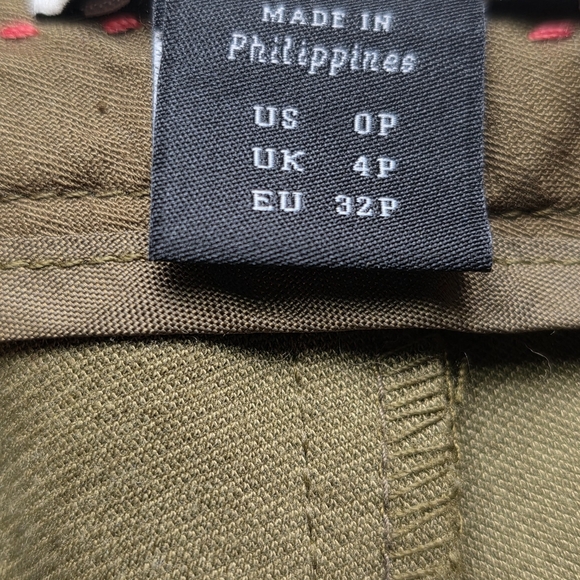 MADE IN
Philippines
US 0P
UK 4P
EU 32P